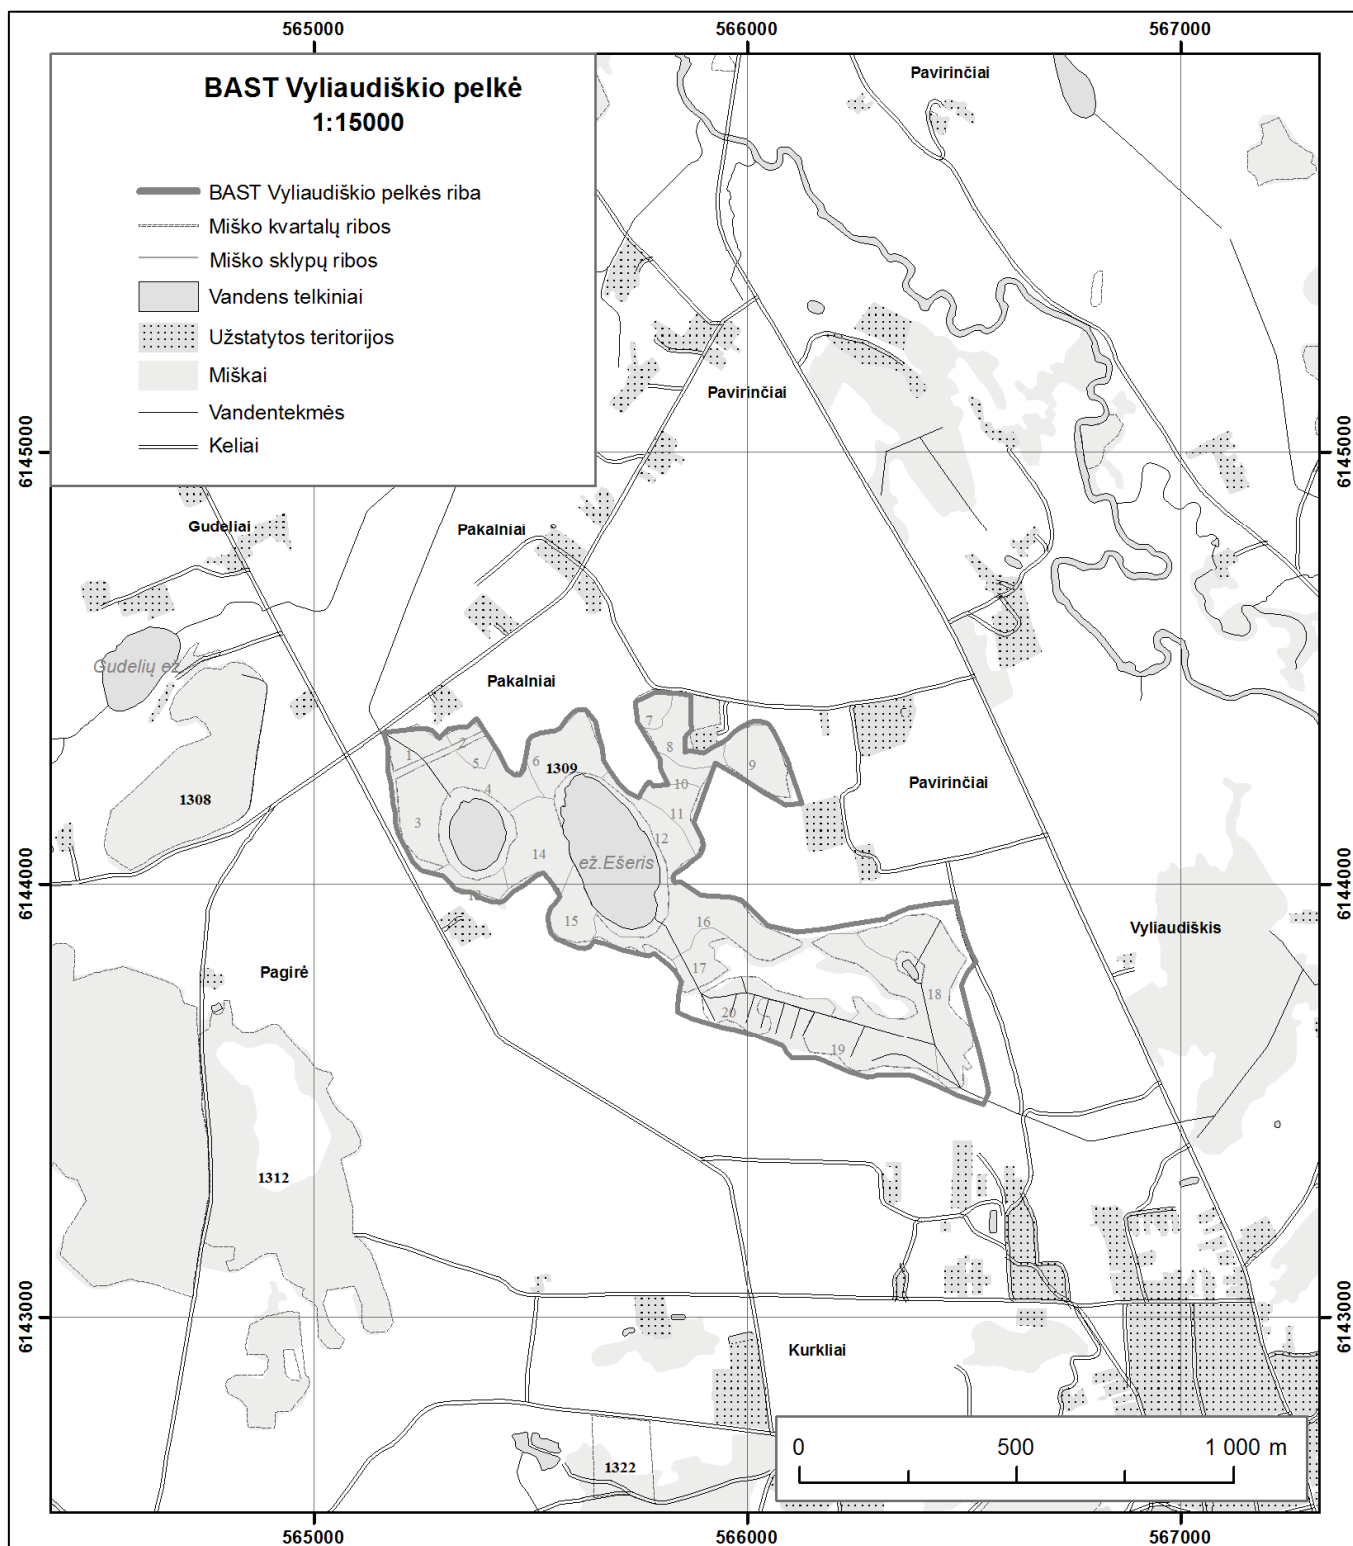 565000
566000
567000
BAST Vyliaudiškio pelkė
1:15000
BAST Vyliaudiškio pelkės riba
Miško kvartalų ribos
Miško sklypų ribos
Vandens telkiniai
Užstatytos teritorijos
Miškai
Vandentekmės
Keliai
Pavirinčiai
Pavirinčiai
6145000
6145000
Gudeliai
Pakalniai
Gudelių ež.
Pakalniai
7
1
2
8
5
6
1309
9
Pavirinčiai
1308
4
10
3
11
12
14
ež.Ešeris
6144000
6144000
13
15
16
Vyliaudiškis
Pagirė
17
18
20
19
1312
6143000
6143000
Kurkliai
0
500
1 000 m
1322
565000
566000
567000